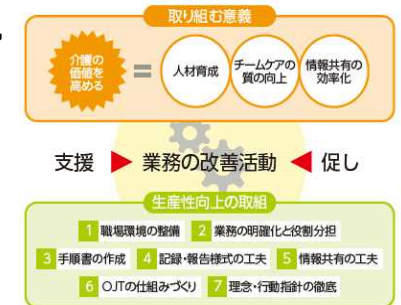 取り組む意義
介護の
価値を
高める
=
人材育成
チームケアの
質の向上
情報共有の
効率化
支援 ▶ 業務の改善活動 ◀ 促し
生産性向上の取組
1 職場環境の整備 2 業務の明確化と役割分担
3 手順書の作成 4 記録・報告様式の工夫 5 情報共有の工夫
6 OJTの仕組みづくり 7 理念・行動指針の徹底